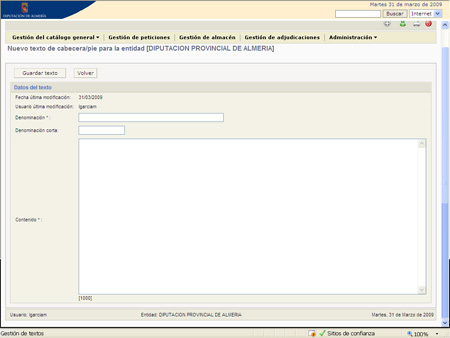 Martes 31 de marzo de 2009
DIPUTACION DE ALMERIA
Buscar Internet
Gestión del catálogo general Gestión de peticiones Gestión de almacén Gestión de adjudicaciones Administración
Nuevo texto de cabecera/pie para la entidad [DIPUTACION PROVINCIAL DE ALMERIA]
Guardar texto Volver
Datos del texto
Fecha última modificación: 31/03/2009
Usuario última modificación: lgarciam
Denominación * :
Denominación corta:
Contenido * :
[1000]
Usuario: lgarciam Entidad: DIPUTACION PROVINCIAL DE ALMERIA Martes, 31 de Marzo de 2009
Gestión de textos Sitios de confianza 100%